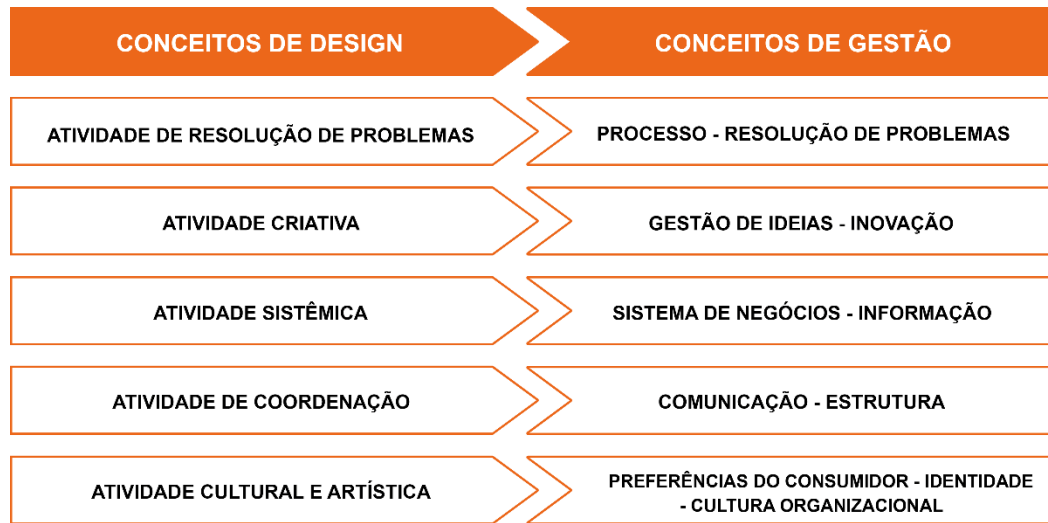 CONCEITOS DE DESIGN
CONCEITOS DE GESTÃO
ATIVIDADE DE RESOLUÇÃO DE PROBLEMAS
PROCESSO - RESOLUÇÃO DE PROBLEMAS
ATIVIDADE CRIATIVA
GESTÃO DE IDEIAS - INOVAÇÃO
ATIVIDADE SISTÊMICA
SISTEMA DE NEGÓCIOS - INFORMAÇÃO
ATIVIDADE DE COORDENAÇÃO
COMUNICAÇÃO - ESTRUTURA
ATIVIDADE CULTURAL E ARTÍSTICA
PREFERÊNCIAS DO CONSUMIDOR - IDENTIDADE
- CULTURA ORGANIZACIONAL